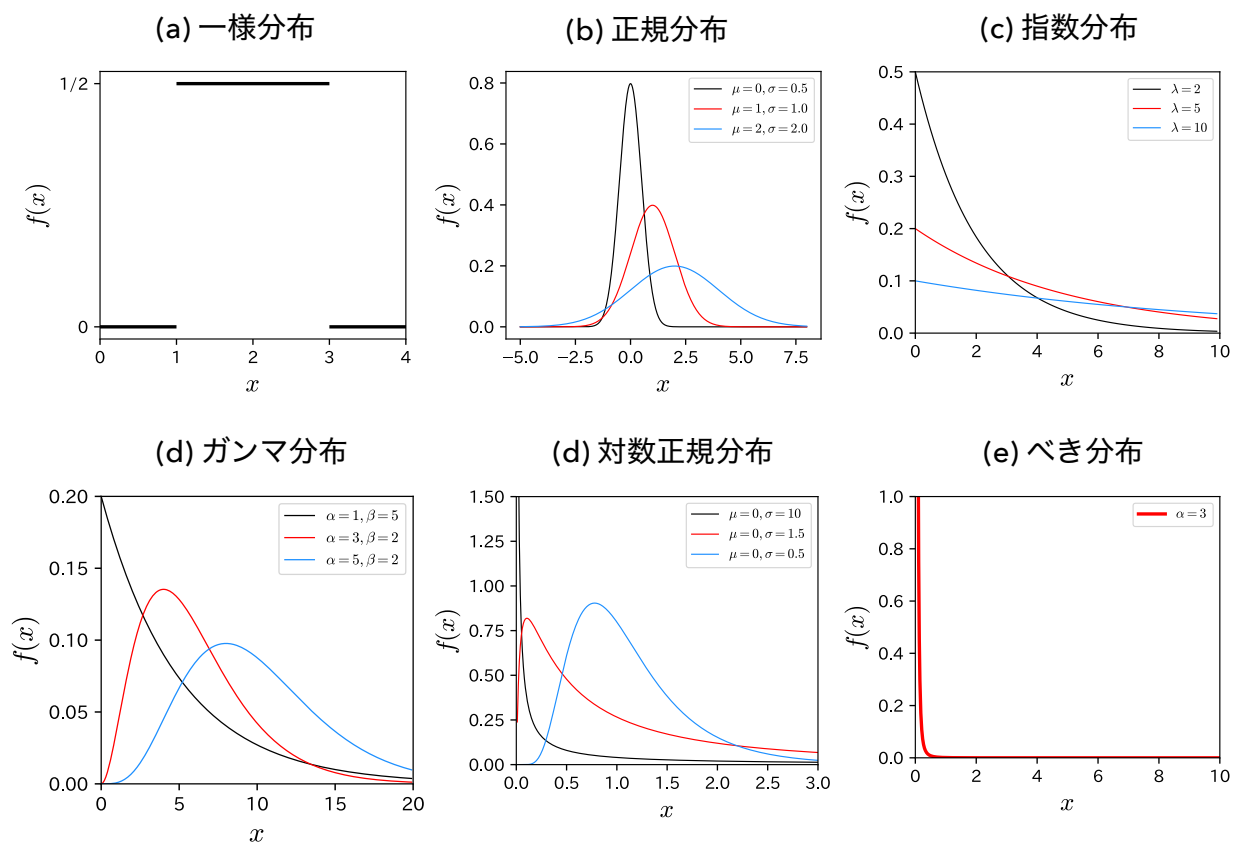 (a) 一様分布
1/2
f(x)
0
0 1 2 3 4
x
(b) 正規分布
μ=0, σ=0.5
μ=1, σ=1.0
μ=2, σ=2.0
0.8
0.6
0.4
0.2
0.0
f(x)
−5.0 −2.5 0.0 2.5 5.0 7.5
x
(c) 指数分布
λ=2
λ=5
λ=10
0.5
0.4
0.3
0.2
0.1
0.0
f(x)
0 2 4 6 8 10
x
(d) ガンマ分布
α=1, β=5
α=3, β=2
α=5, β=2
0.20
0.15
0.10
0.05
0.00
f(x)
0 5 10 15 20
x
(d) 対数正規分布
μ=0, σ=10
μ=0, σ=1.5
μ=0, σ=0.5
1.50
1.25
1.00
0.75
0.50
0.25
0.00
f(x)
0.0 0.5 1.0 1.5 2.0 2.5 3.0
x
(e) べき分布
α=3
1.0
0.8
0.6
0.4
0.2
0.0
f(x)
0 2 4 6 8 10
x